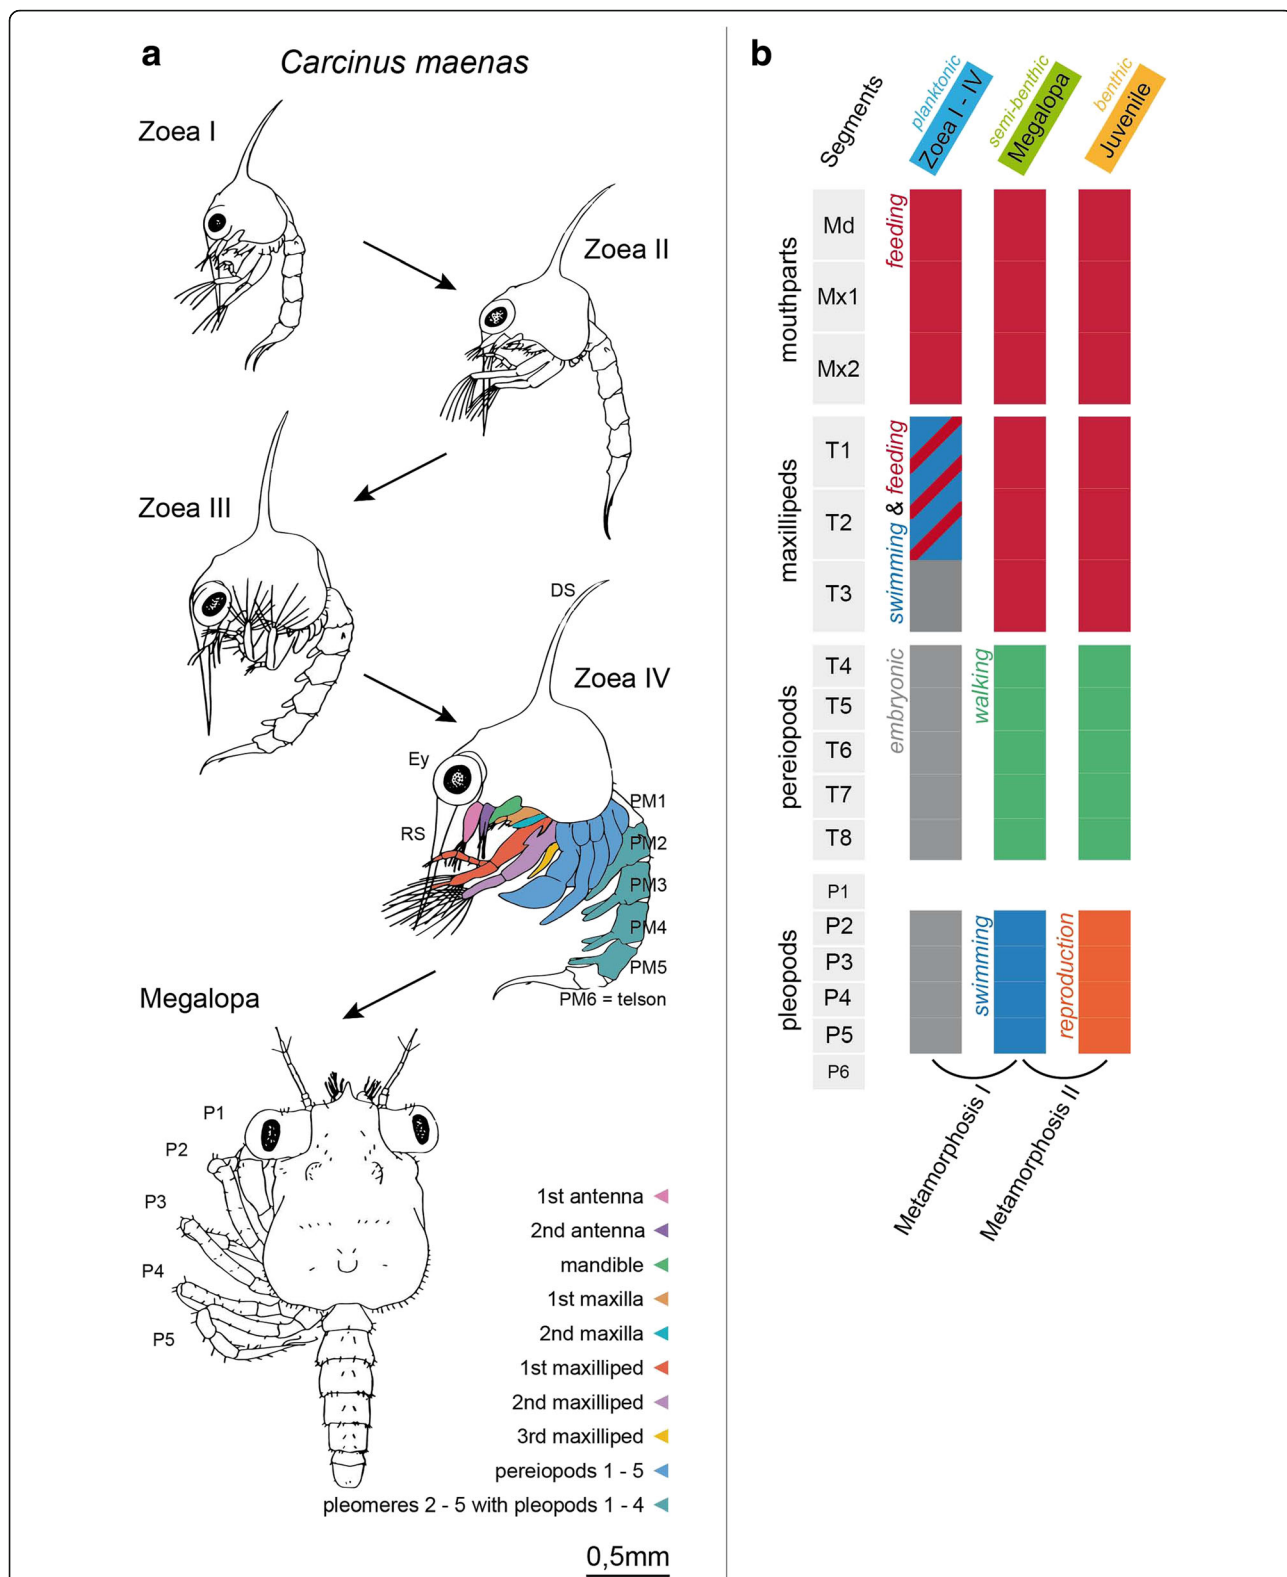 a
Carcinus maenas
Zoea I
Zoea II
Zoea III
DS
Zoea IV
Ey
RS
PM1
PM2
PM3
PM4
PM5
PM6 = telson
Megalopa
P1
P2
P3
P4
P5
1st antenna
2nd antenna
mandible
1st maxilla
2nd maxilla
1st maxilliped
2nd maxilliped
3rd maxilliped
pereiopods 1 - 5
pleomeres 2 - 5 with pleopods 1 - 4
0,5mm
b
Segments
planktonic
Zoea I - IV
semi-benthic
Megalopa
benthic
Juvenile
mouthparts
Md
Mx1
Mx2
feeding
maxillipeds
T1
T2
T3
swimming & feeding
pereiopods
T4
T5
T6
T7
T8
embryonic
walking
pleopods
P1
P2
P3
P4
P5
P6
swimming
reproduction
Metamorphosis I
Metamorphosis II